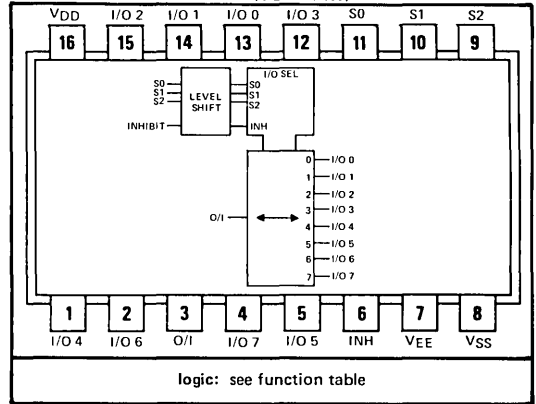 VDD I/O 2 I/O 1 I/O 0 I/O 3 S0 S1 S2
16 15 14 13 12 11 10 9
I/O SEL
S0 S0
S1 LEVEL S1
S2 SHIFT S2
INHIBIT INH
0 I/O 0
1 I/O 1
2 I/O 2
O/I 3 I/O 3
4 I/O 4
5 I/O 5
6 I/O 6
7 I/O 7
1 2 3 4 5 6 7 8
I/O 4 I/O 6 O/I I/O 7 I/O 5 INH VEE VSS
logic: see function table